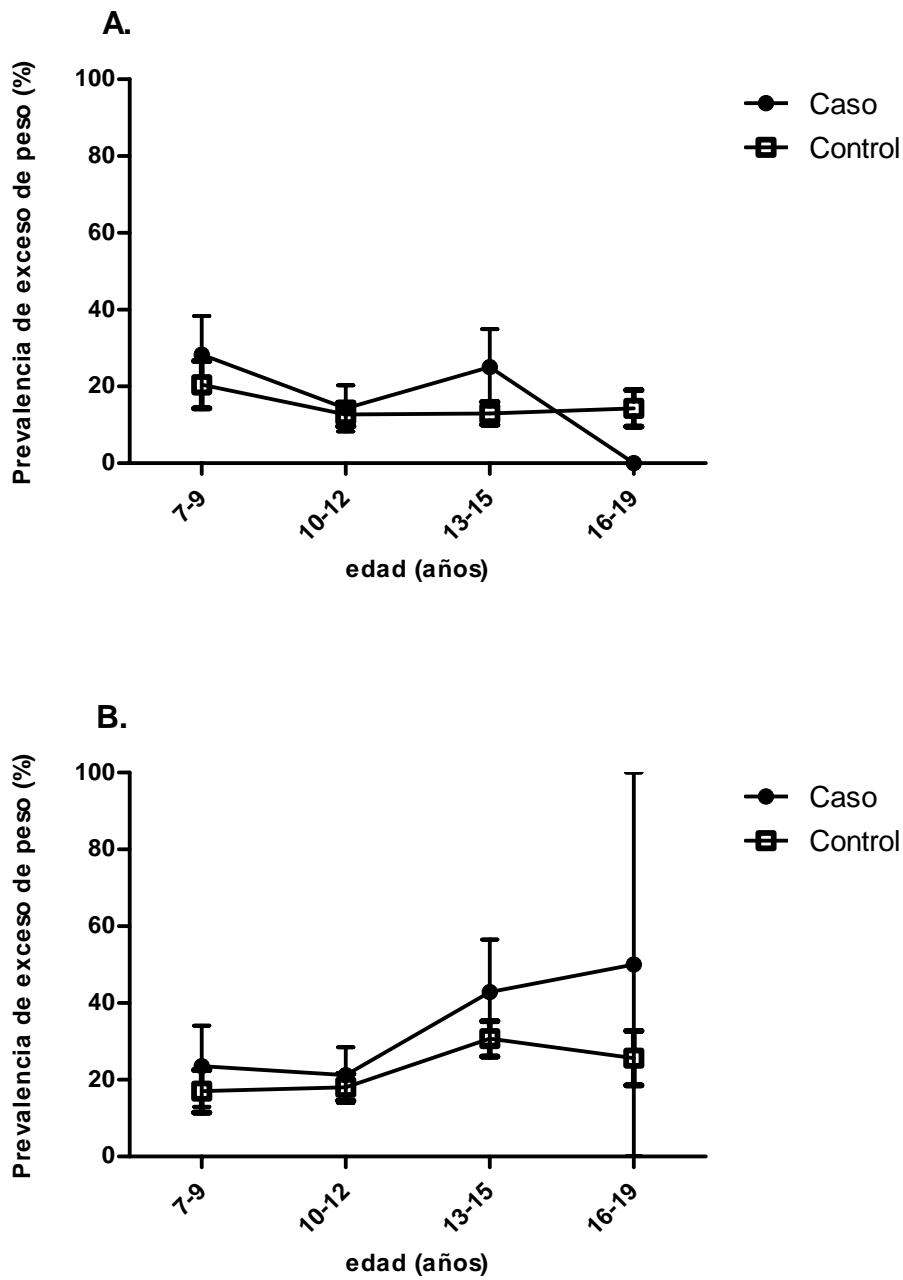 A.
Prevalencia de exceso de peso (%)
100
80
60
40
20
0
7-9
10-12
13-15
16-19
edad (años)
Caso
Control
B.
Prevalencia de exceso de peso (%)
100
80
60
40
20
0
7-9
10-12
13-15
16-19
edad (años)
Caso
Control